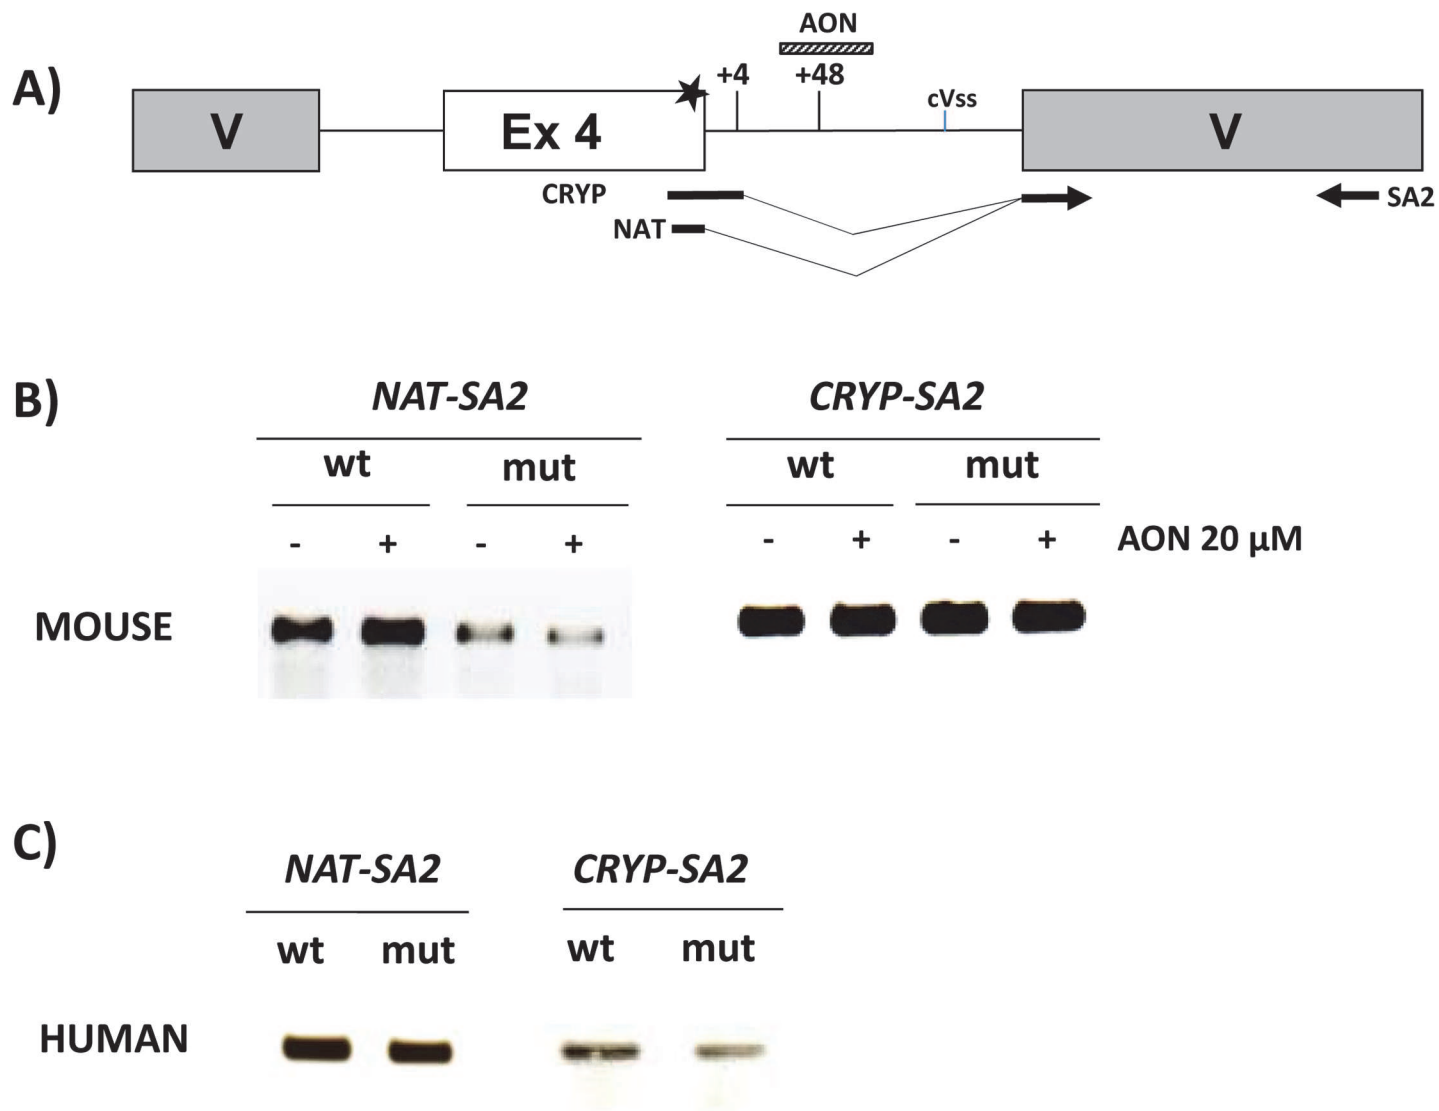 A)
AON
+4 +48
cVss
V Ex 4 V
CRYP
SA2
NAT
B)
NAT-SA2 CRYP-SA2
wt mut wt mut
- + - + - + - + AON 20 µM
MOUSE
C)
NAT-SA2 CRYP-SA2
wt mut wt mut
HUMAN